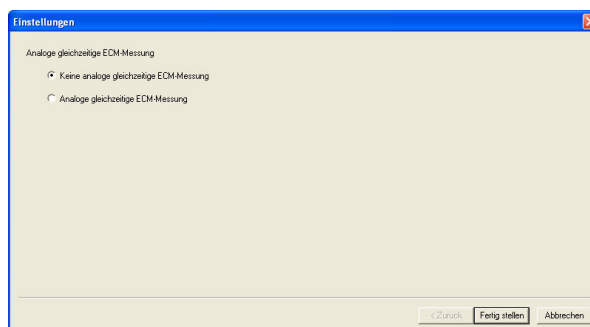 Einstellungen
Analoge gleichzeitige ECM-Messung
Keine analoge gleichzeitige ECM-Messung
Analoge gleichzeitige ECM-Messung
< Zurück
Fertig stellen
Abbrechen